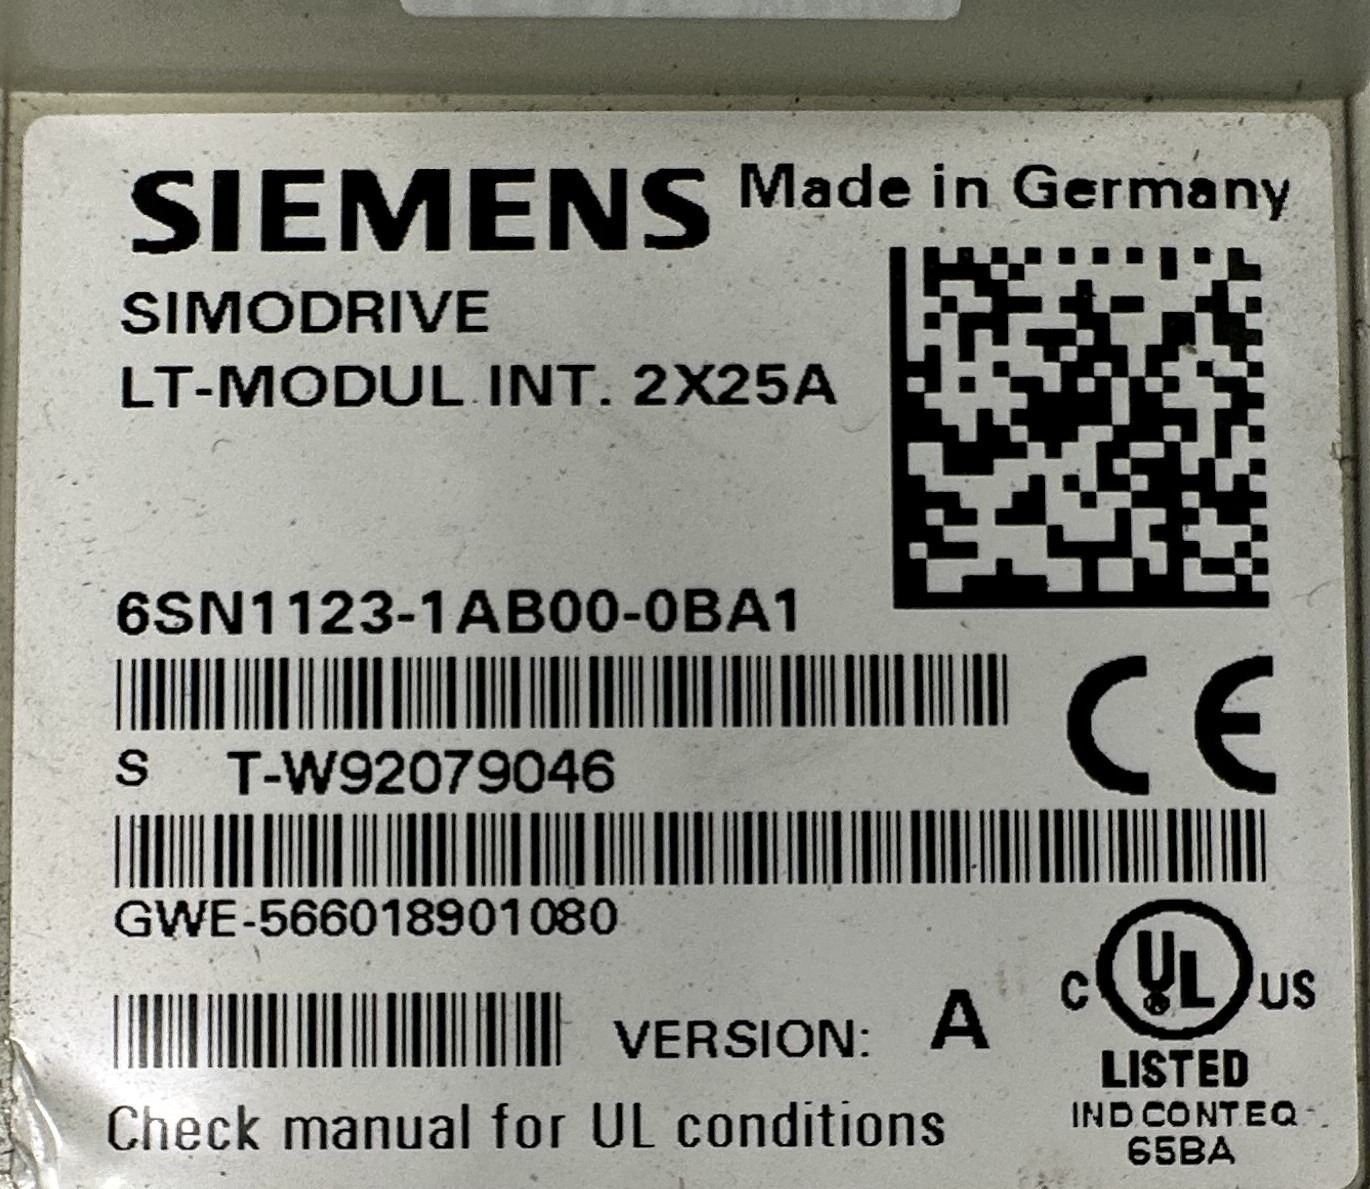 SIEMENS Made in Germany
SIMODRIVE
LT-MODUL INT. 2X25A
6SN1123-1AB00-0BA1
CE
S T-W92079046
GWE-566018901080
C UL US
VERSION: A
LISTED
IND CONT EQ
65BA
Check manual for UL conditions